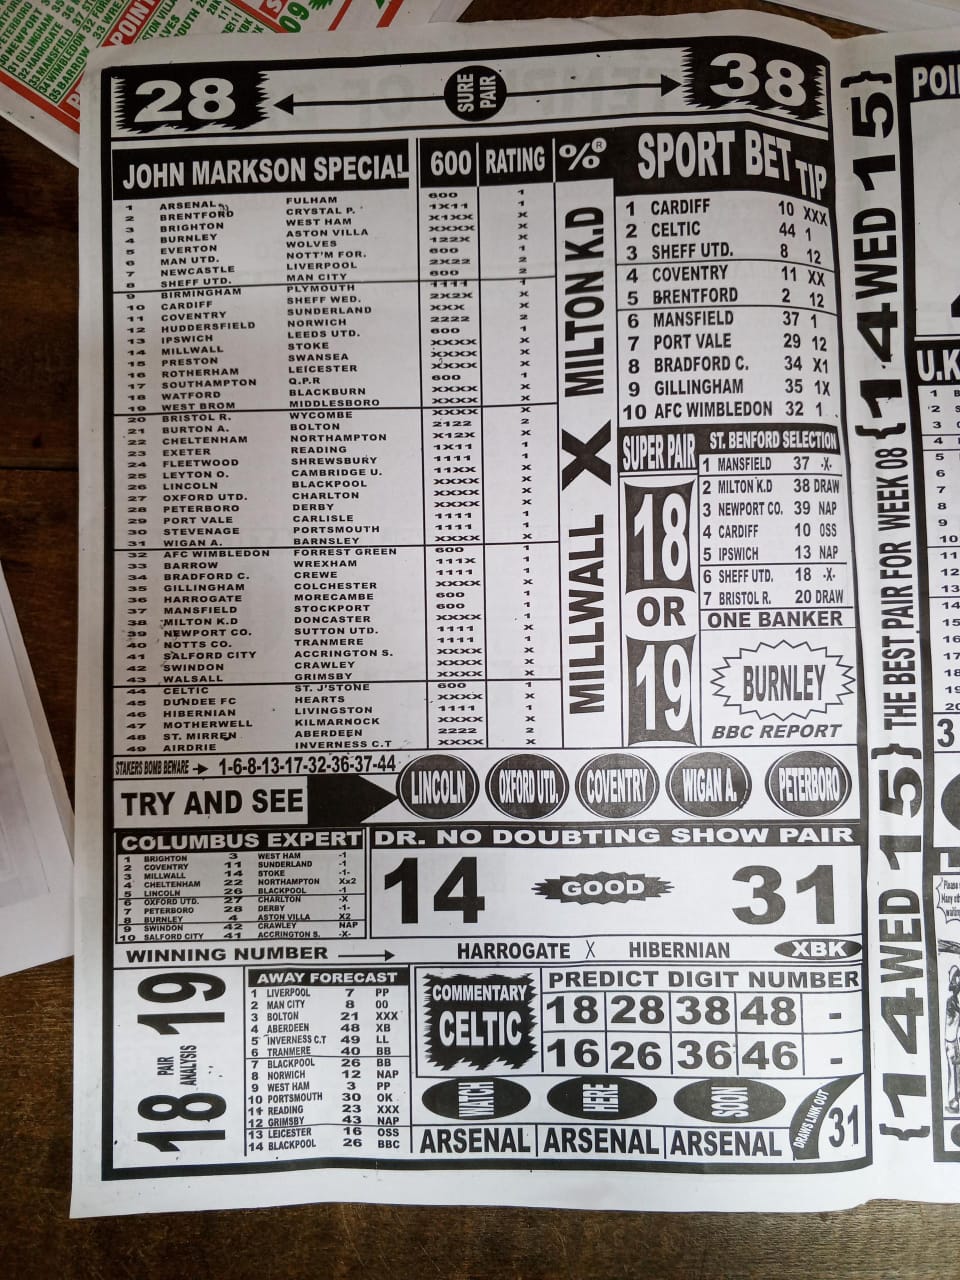 28
SURE PAIR
38
JOHN MARKSON SPECIAL 600 RATING %®
1 ARSENAL FULHAM 600 1
2 BRENTFORD CRYSTAL P. 1X11 1
3 BRIGHTON WEST HAM X1XX X
4 BURNLEY ASTON VILLA XXXX X
5 EVERTON WOLVES 122X X
6 MAN UTD. NOTT'M FOR. 600 1
7 NEWCASTLE LIVERPOOL 2X22 2
8 SHEFF UTD. MAN CITY 600 2
9 BIRMINGHAM PLYMOUTH 1111 1
10 CARDIFF SHEFF WED. 2X2X X
11 COVENTRY SUNDERLAND XXX X
12 HUDDERSFIELD NORWICH 2222 2
13 IPSWICH LEEDS UTD. 600 1
14 MILLWALL STOKE XXXX X
15 PRESTON SWANSEA XXXX X
16 ROTHERHAM LEICESTER XXXX X
17 SOUTHAMPTON Q.P.R 600 1
18 WATFORD BLACKBURN XXXX X
19 WEST BROM MIDDLESBORO XXXX X
20 BRISTOL R. WYCOMBE XXXX X
21 BURTON A. BOLTON 2122 2
22 CHELTENHAM NORTHAMPTON X12X X
23 EXETER READING 1X11 1
24 FLEETWOOD SHREWSBURY 1111 1
25 LEYTON O. CAMBRIDGE U. 11XX X
26 LINCOLN BLACKPOOL XXXX X
27 OXFORD UTD. CHARLTON XXXX X
28 PETERBORO DERBY XXXX X
29 PORT VALE CARLISLE 1111 1
30 STEVENAGE PORTSMOUTH 1111 1
31 WIGAN A. BARNSLEY XXXX X
32 AFC WIMBLEDON FORREST GREEN 600 1
33 BARROW WREXHAM 111X 1
34 BRADFORD C. CREWE 1111 1
35 GILLINGHAM COLCHESTER XXXX X
36 HARROGATE MORECAMBE 600 1
37 MANSFIELD STOCKPORT 600 1
38 MILTON K.D DONCASTER XXXX X
39 NEWPORT CO. SUTTON UTD. 1111 X
40 NOTTS CO. TRANMERE 1111 1
41 SALFORD CITY ACCRINGTON S. XXXX X
42 SWINDON CRAWLEY XXXX X
43 WALSALL GRIMSBY XXXX X
44 CELTIC ST. J'STONE 600 1
45 DUNDEE FC HEARTS XXXX X
46 HIBERNIAN LIVINGSTON 1111 1
47 MOTHERWELL KILMARNOCK XXXX X
48 ST. MIRREN ABERDEEN 2222 2
49 AIRDRIE INVERNESS C.T XXXX X
MILLWALL X MILTON K.D
SPORT BET TIP
1 CARDIFF 10 XXX
2 CELTIC 44 1
3 SHEFF UTD. 8 12
4 COVENTRY 11 XX
5 BRENTFORD 2 12
6 MANSFIELD 37 1
7 PORT VALE 29 12
8 BRADFORD C. 34 X1
9 GILLINGHAM 35 1X
10 AFC WIMBLEDON 32 1
SUPER PAIR
18
OR
19
ST. BENFORD SELECTION
1 MANSFIELD 37 -X-
2 MILTON K.D 38 DRAW
3 NEWPORT CO. 39 NAP
4 CARDIFF 10 OSS
5 IPSWICH 13 NAP
6 SHEFF UTD. 18 -X-
7 BRISTOL R. 20 DRAW
ONE BANKER
BURNLEY
BBC REPORT
STAKERS BOMB BEWARE 1-6-8-13-17-32-36-37-44
TRY AND SEE LINCOLN OXFORD UTD. COVENTRY WIGAN A. PETERBORO
COLUMBUS EXPERT
1 BRIGHTON 3 WEST HAM -1
2 COVENTRY 11 SUNDERLAND -1
3 MILLWALL 14 STOKE -1-
4 CHELTENHAM 22 NORTHAMPTON Xx2
5 LINCOLN 26 BLACKPOOL -1
6 OXFORD UTD. 27 CHARLTON -X
7 PETERBORO 28 DERBY -1-
8 BURNLEY 4 ASTON VILLA X2
9 SWINDON 42 CRAWLEY NAP
10 SALFORD CITY 41 ACCRINGTON S. -X-
DR. NO DOUBTING SHOW PAIR
14 GOOD 31
WINNING NUMBER HARROGATE X HIBERNIAN XBK
18 19
PAIR ANALYSIS
AWAY FORECAST
1 LIVERPOOL 7 PP
2 MAN CITY 8 00
3 BOLTON 21 XXX
4 ABERDEEN 48 XB
5 INVERNESS C.T 49 LL
6 TRANMERE 40 BB
7 BLACKPOOL 26 BB
8 NORWICH 12 NAP
9 WEST HAM 3 PP
10 PORTSMOUTH 30 OK
11 READING 23 XXX
12 GRIMSBY 43 NAP
13 LEICESTER 16 OSS
14 BLACKPOOL 26 BBC
COMMENTARY
CELTIC
PREDICT DIGIT NUMBER
18 28 38 48 -
16 26 36 46 -
WATCH HERE SOON
ARSENAL ARSENAL ARSENAL
DRAWS LINK OUT
31
{14 WED 15} THE BEST PAIR FOR WEEK 08 {14 WED 15}
POI
U.K